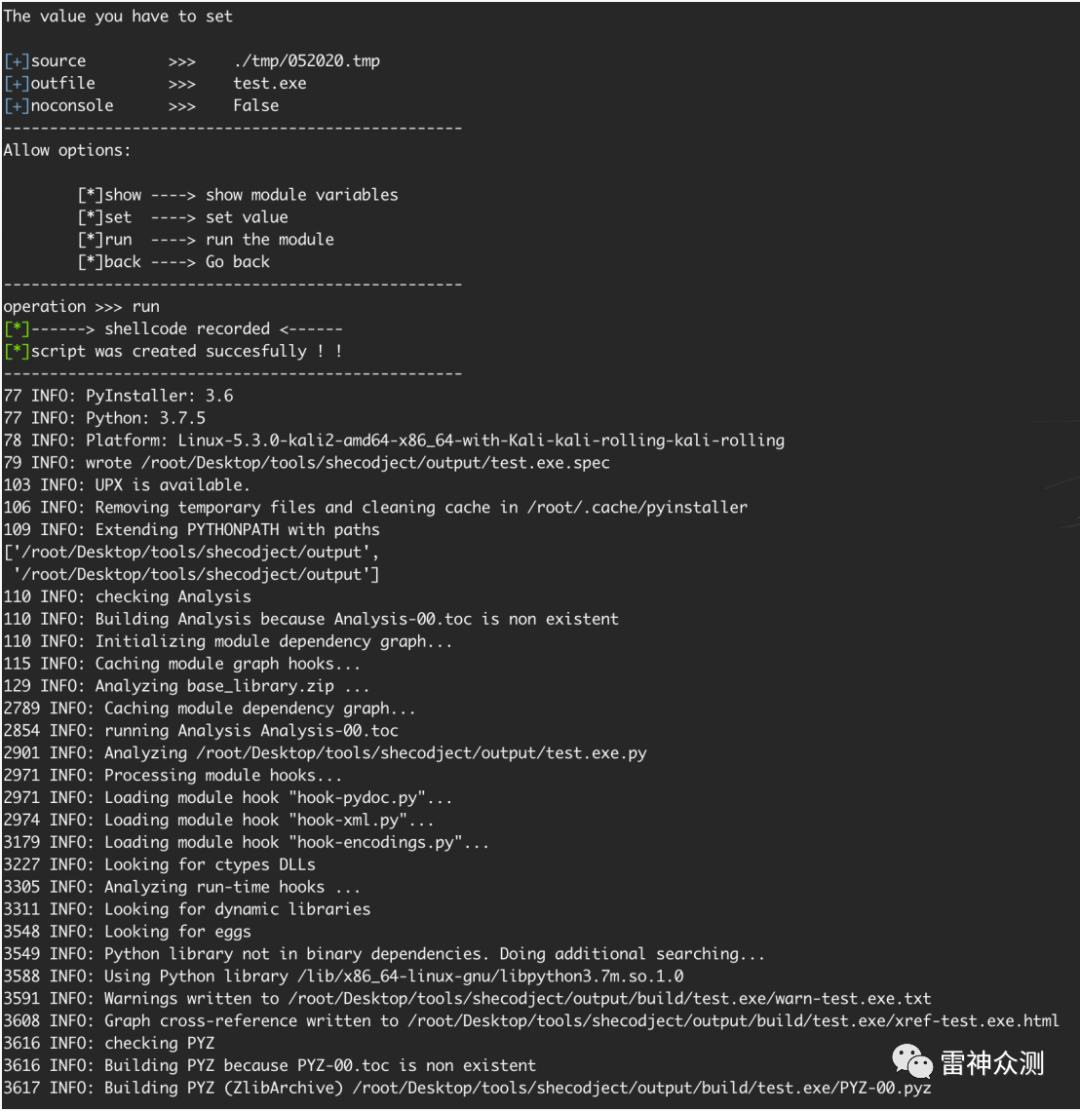 The value you have to set
[+]source >>> ./tmp/052020.tmp
[+]outfile >>> test.exe
[+]noconsole >>> False
--------------------------------------------------
Allow options:
[*]show ----> show module variables
[*]set ----> set value
[*]run ----> run the module
[*]back ----> Go back
--------------------------------------------------
operation >>> run
[*]------> shellcode recorded <------
[*]script was created succesfully ! !
--------------------------------------------------
77 INFO: PyInstaller: 3.6
77 INFO: Python: 3.7.5
78 INFO: Platform: Linux-5.3.0-kali2-amd64-x86_64-with-Kali-kali-rolling-kali-rolling
79 INFO: wrote /root/Desktop/tools/shecodject/output/test.exe.spec
103 INFO: UPX is available.
106 INFO: Removing temporary files and cleaning cache in /root/.cache/pyinstaller
109 INFO: Extending PYTHONPATH with paths
['/root/Desktop/tools/shecodject/output',
'/root/Desktop/tools/shecodject/output']
110 INFO: checking Analysis
110 INFO: Building Analysis because Analysis-00.toc is non existent
110 INFO: Initializing module dependency graph...
115 INFO: Caching module graph hooks...
129 INFO: Analyzing base_library.zip ...
2789 INFO: Caching module dependency graph...
2854 INFO: running Analysis Analysis-00.toc
2901 INFO: Analyzing /root/Desktop/tools/shecodject/output/test.exe.py
2971 INFO: Processing module hooks...
2971 INFO: Loading module hook "hook-pydoc.py"...
2974 INFO: Loading module hook "hook-xml.py"...
3179 INFO: Loading module hook "hook-encodings.py"...
3227 INFO: Looking for ctypes DLLs
3305 INFO: Analyzing run-time hooks ...
3311 INFO: Looking for dynamic libraries
3548 INFO: Looking for eggs
3549 INFO: Python library not in binary dependencies. Doing additional searching...
3588 INFO: Using Python library /lib/x86_64-linux-gnu/libpython3.7m.so.1.0
3591 INFO: Warnings written to /root/Desktop/tools/shecodject/output/build/test.exe/warn-test.exe.txt
3608 INFO: Graph cross-reference written to /root/Desktop/tools/shecodject/output/build/test.exe/xref-test.exe.html
3616 INFO: checking PYZ
3616 INFO: Building PYZ because PYZ-00.toc is non existent
3617 INFO: Building PYZ (ZlibArchive) /root/Desktop/tools/shecodject/output/build/test.exe/PYZ-00.pyz
雷神众测